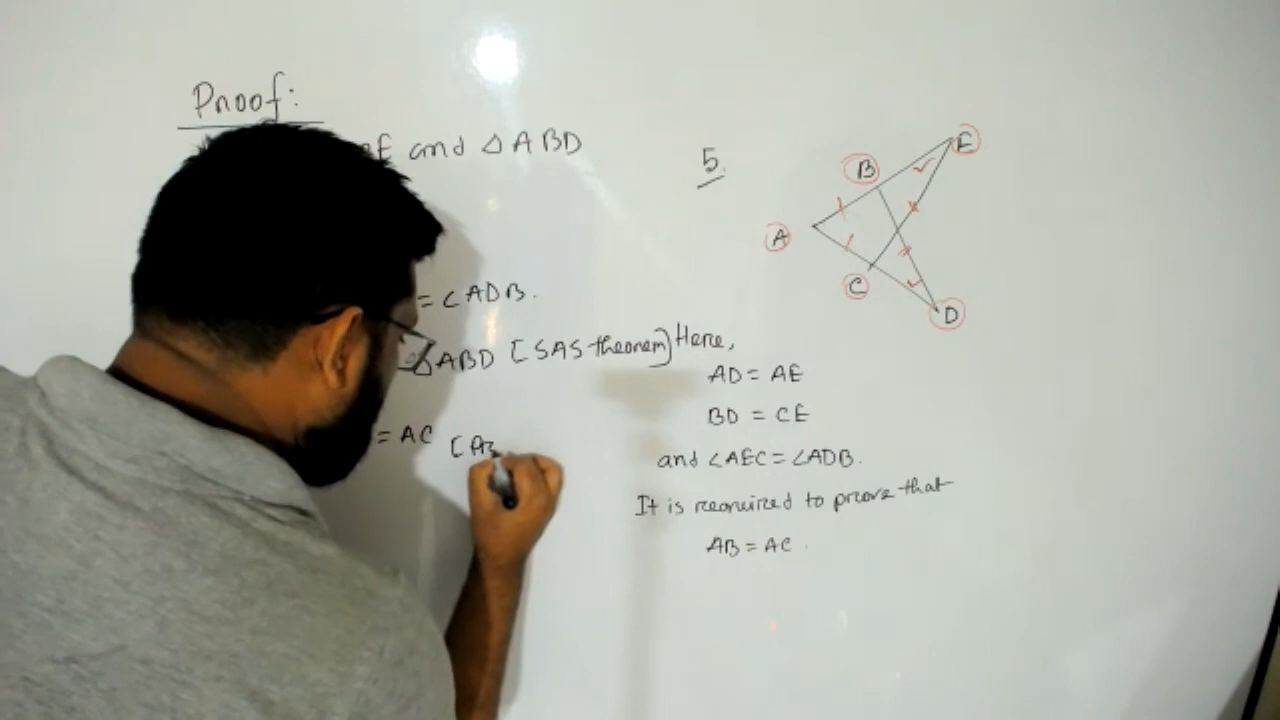 Proof:
E and △ABD
= ∠ADB.
△ABD [SAS-theorem]
= AC [AB
5.
A
B
C
D
E
Here,
AD = AE
BD = CE
and ∠AEC = ∠ADB.
It is required to prove that
AB = AC.